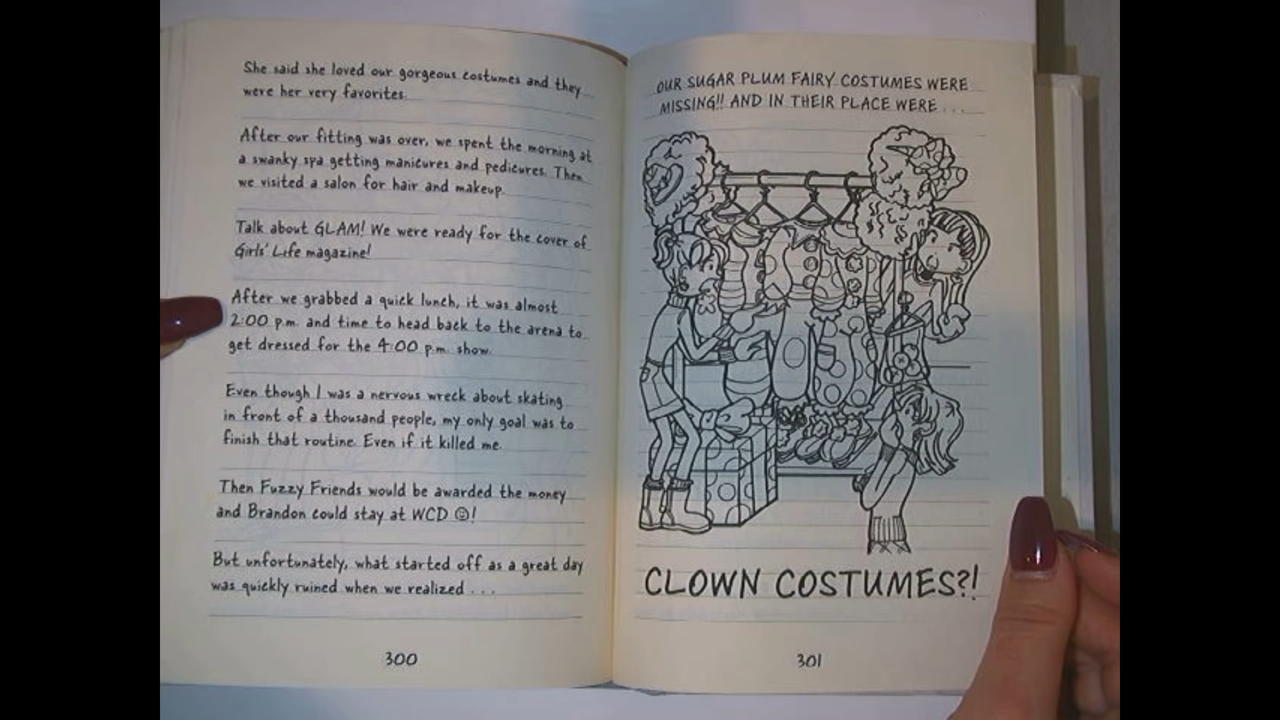 She said she loved our gorgeous costumes and they
were her very favorites.
After our fitting was over, we spent the morning at
a swanky spa getting manicures and pedicures. Then
we visited a salon for hair and makeup.
Talk about GLAM! We were ready for the cover of
Girls' Life magazine!
After we grabbed a quick lunch, it was almost
2:00 p.m. and time to head back to the arena to
get dressed for the 4:00 p.m. show.
Even though I was a nervous wreck about skating
in front of a thousand people, my only goal was to
finish that routine. Even if it killed me.
Then Fuzzy Friends would be awarded the money
and Brandon could stay at WCD ☺!
But unfortunately, what started off as a great day
was quickly ruined when we realized . . .
300
OUR SUGAR PLUM FAIRY COSTUMES WERE
MISSING!! AND IN THEIR PLACE WERE . . .
CLOWN COSTUMES?!
301